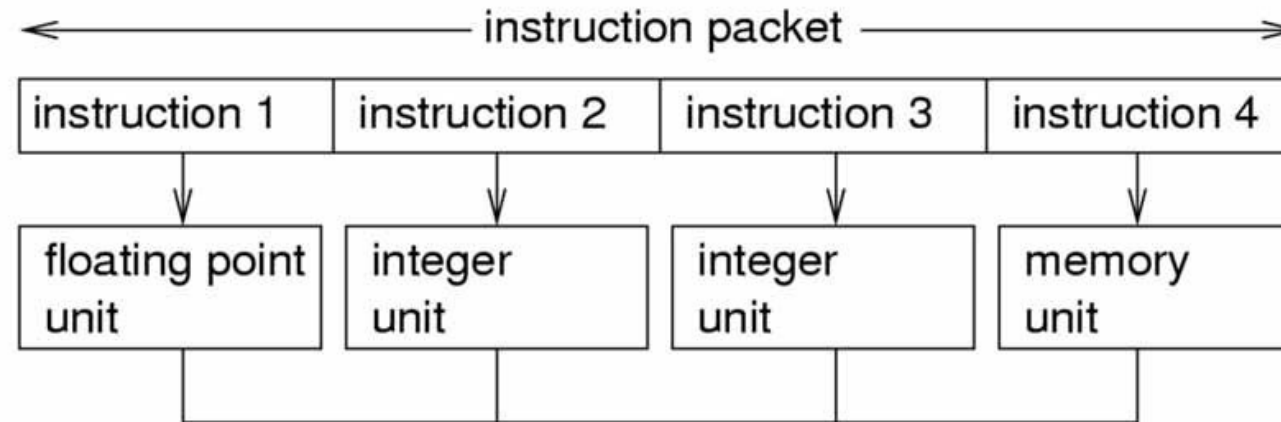 instruction packet
instruction 1
instruction 2
instruction 3
instruction 4
floating point
unit
integer
unit
integer
unit
memory
unit